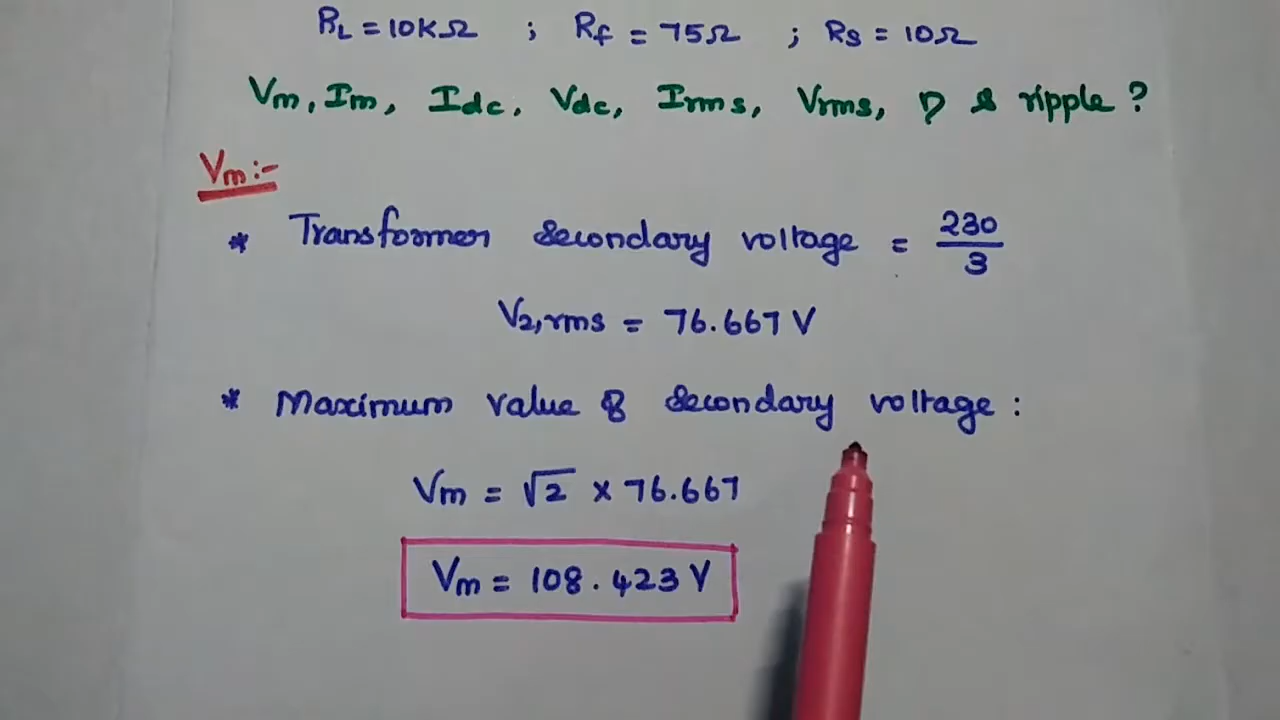 RL = 10KΩ ; Rf = 75Ω ; RS = 10Ω
Vm, Im, Idc, Vdc, Irms, Vrms, η & ripple ?
Vm :-
* Transformer secondary voltage = 230/3
V2,rms = 76.667 V
* Maximum value of secondary voltage :
Vm = √2 × 76.667
Vm = 108.423 V